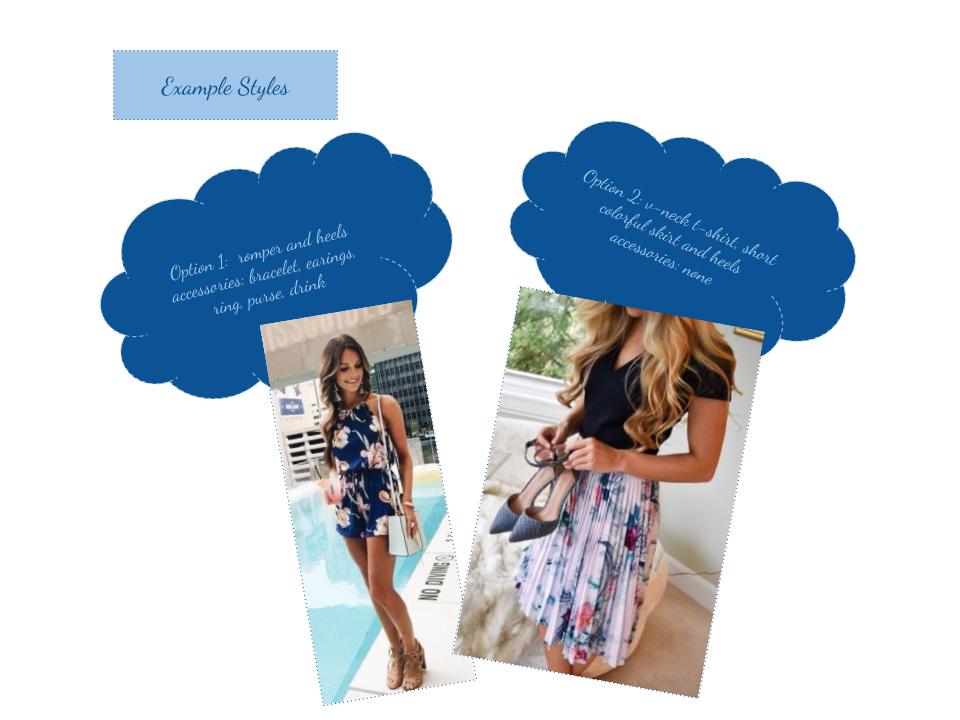 Example Styles
Option 1: romper and heels
accessories: bracelet, earings,
ring, purse, drink
Option 2: v-neck t-shirt, short
colorful skirt and heels
accessories: none
NO DIVING